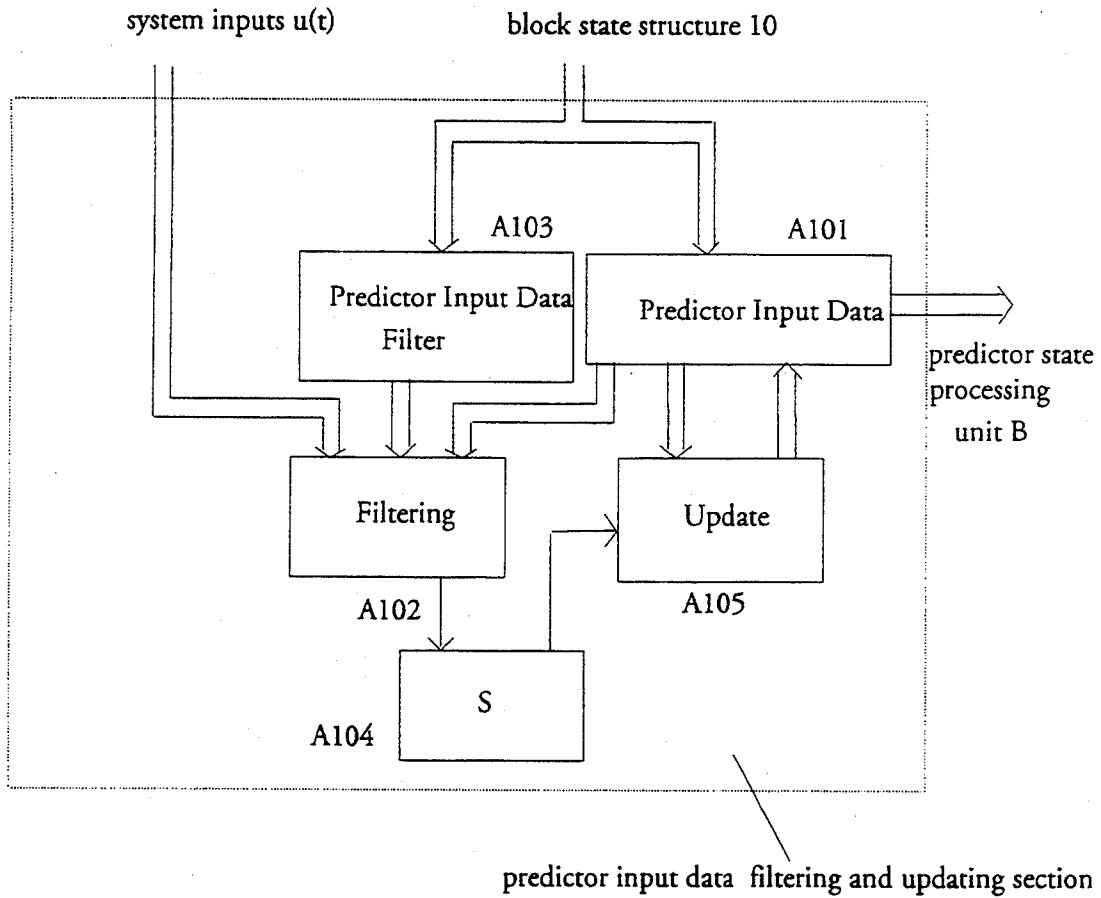 system inputs u(t)
block state structure 10
A103
A101
Predictor Input Data
Filter
Predictor Input Data
predictor state
processing
unit B
Filtering
Update
A102
A105
S
A104
predictor input data filtering and updating section